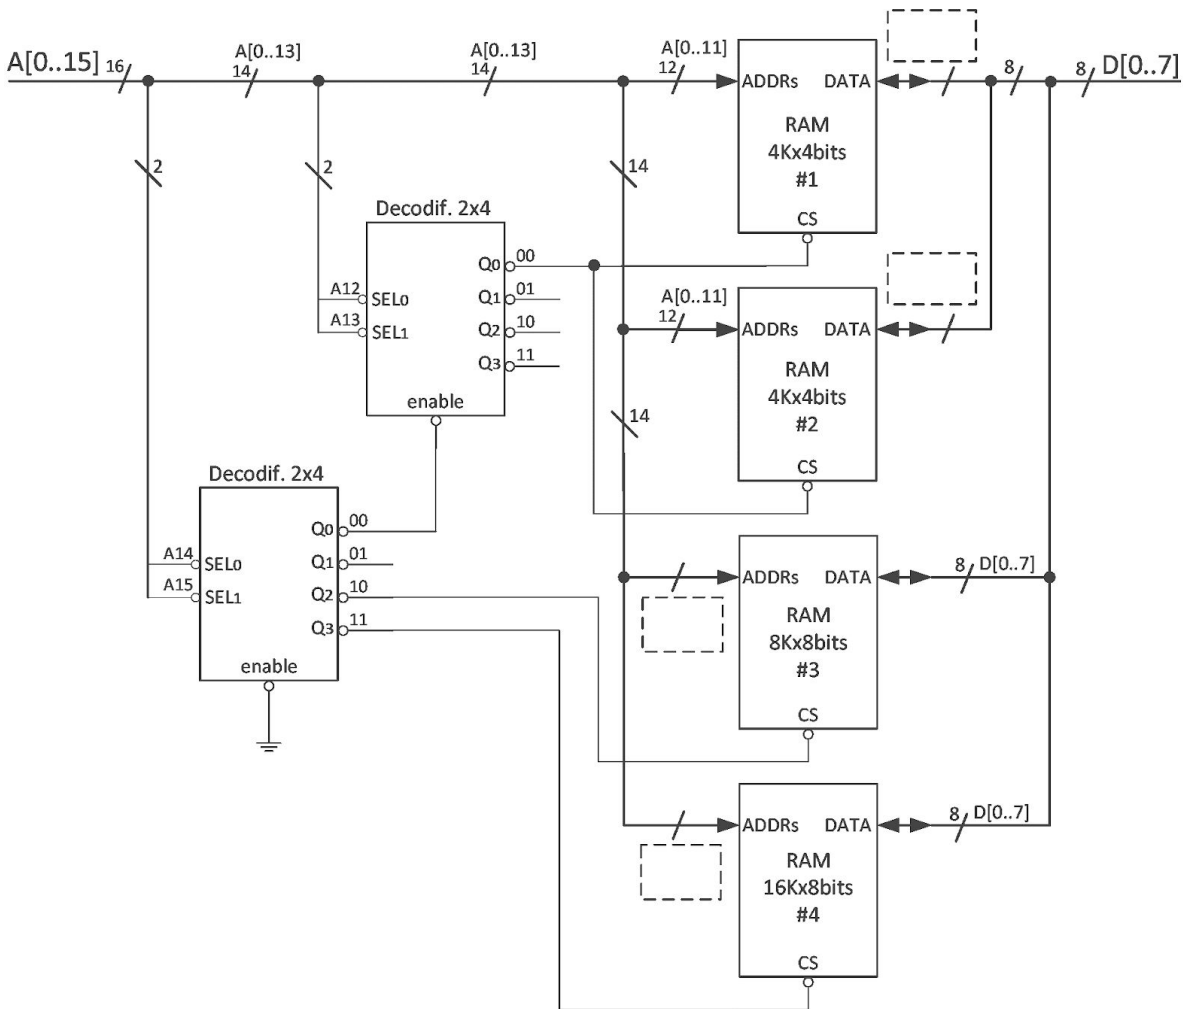 A[0..15]
16
A[0..13]
14
A[0..13]
14
A[0..11]
12
8
8
D[0..7]
ADDRs DATA
RAM
4Kx4bits
#1
CS
2
2
14
Decodif. 2x4
Q0 00
Q1 01
Q2 10
Q3 11
A12 SEL0
A13 SEL1
enable
A[0..11]
12
ADDRs DATA
RAM
4Kx4bits
#2
CS
14
Decodif. 2x4
Q0 00
Q1 01
Q2 10
Q3 11
A14 SEL0
A15 SEL1
enable
ADDRs DATA
8 D[0..7]
RAM
8Kx8bits
#3
CS
ADDRs DATA
8 D[0..7]
RAM
16Kx8bits
#4
CS